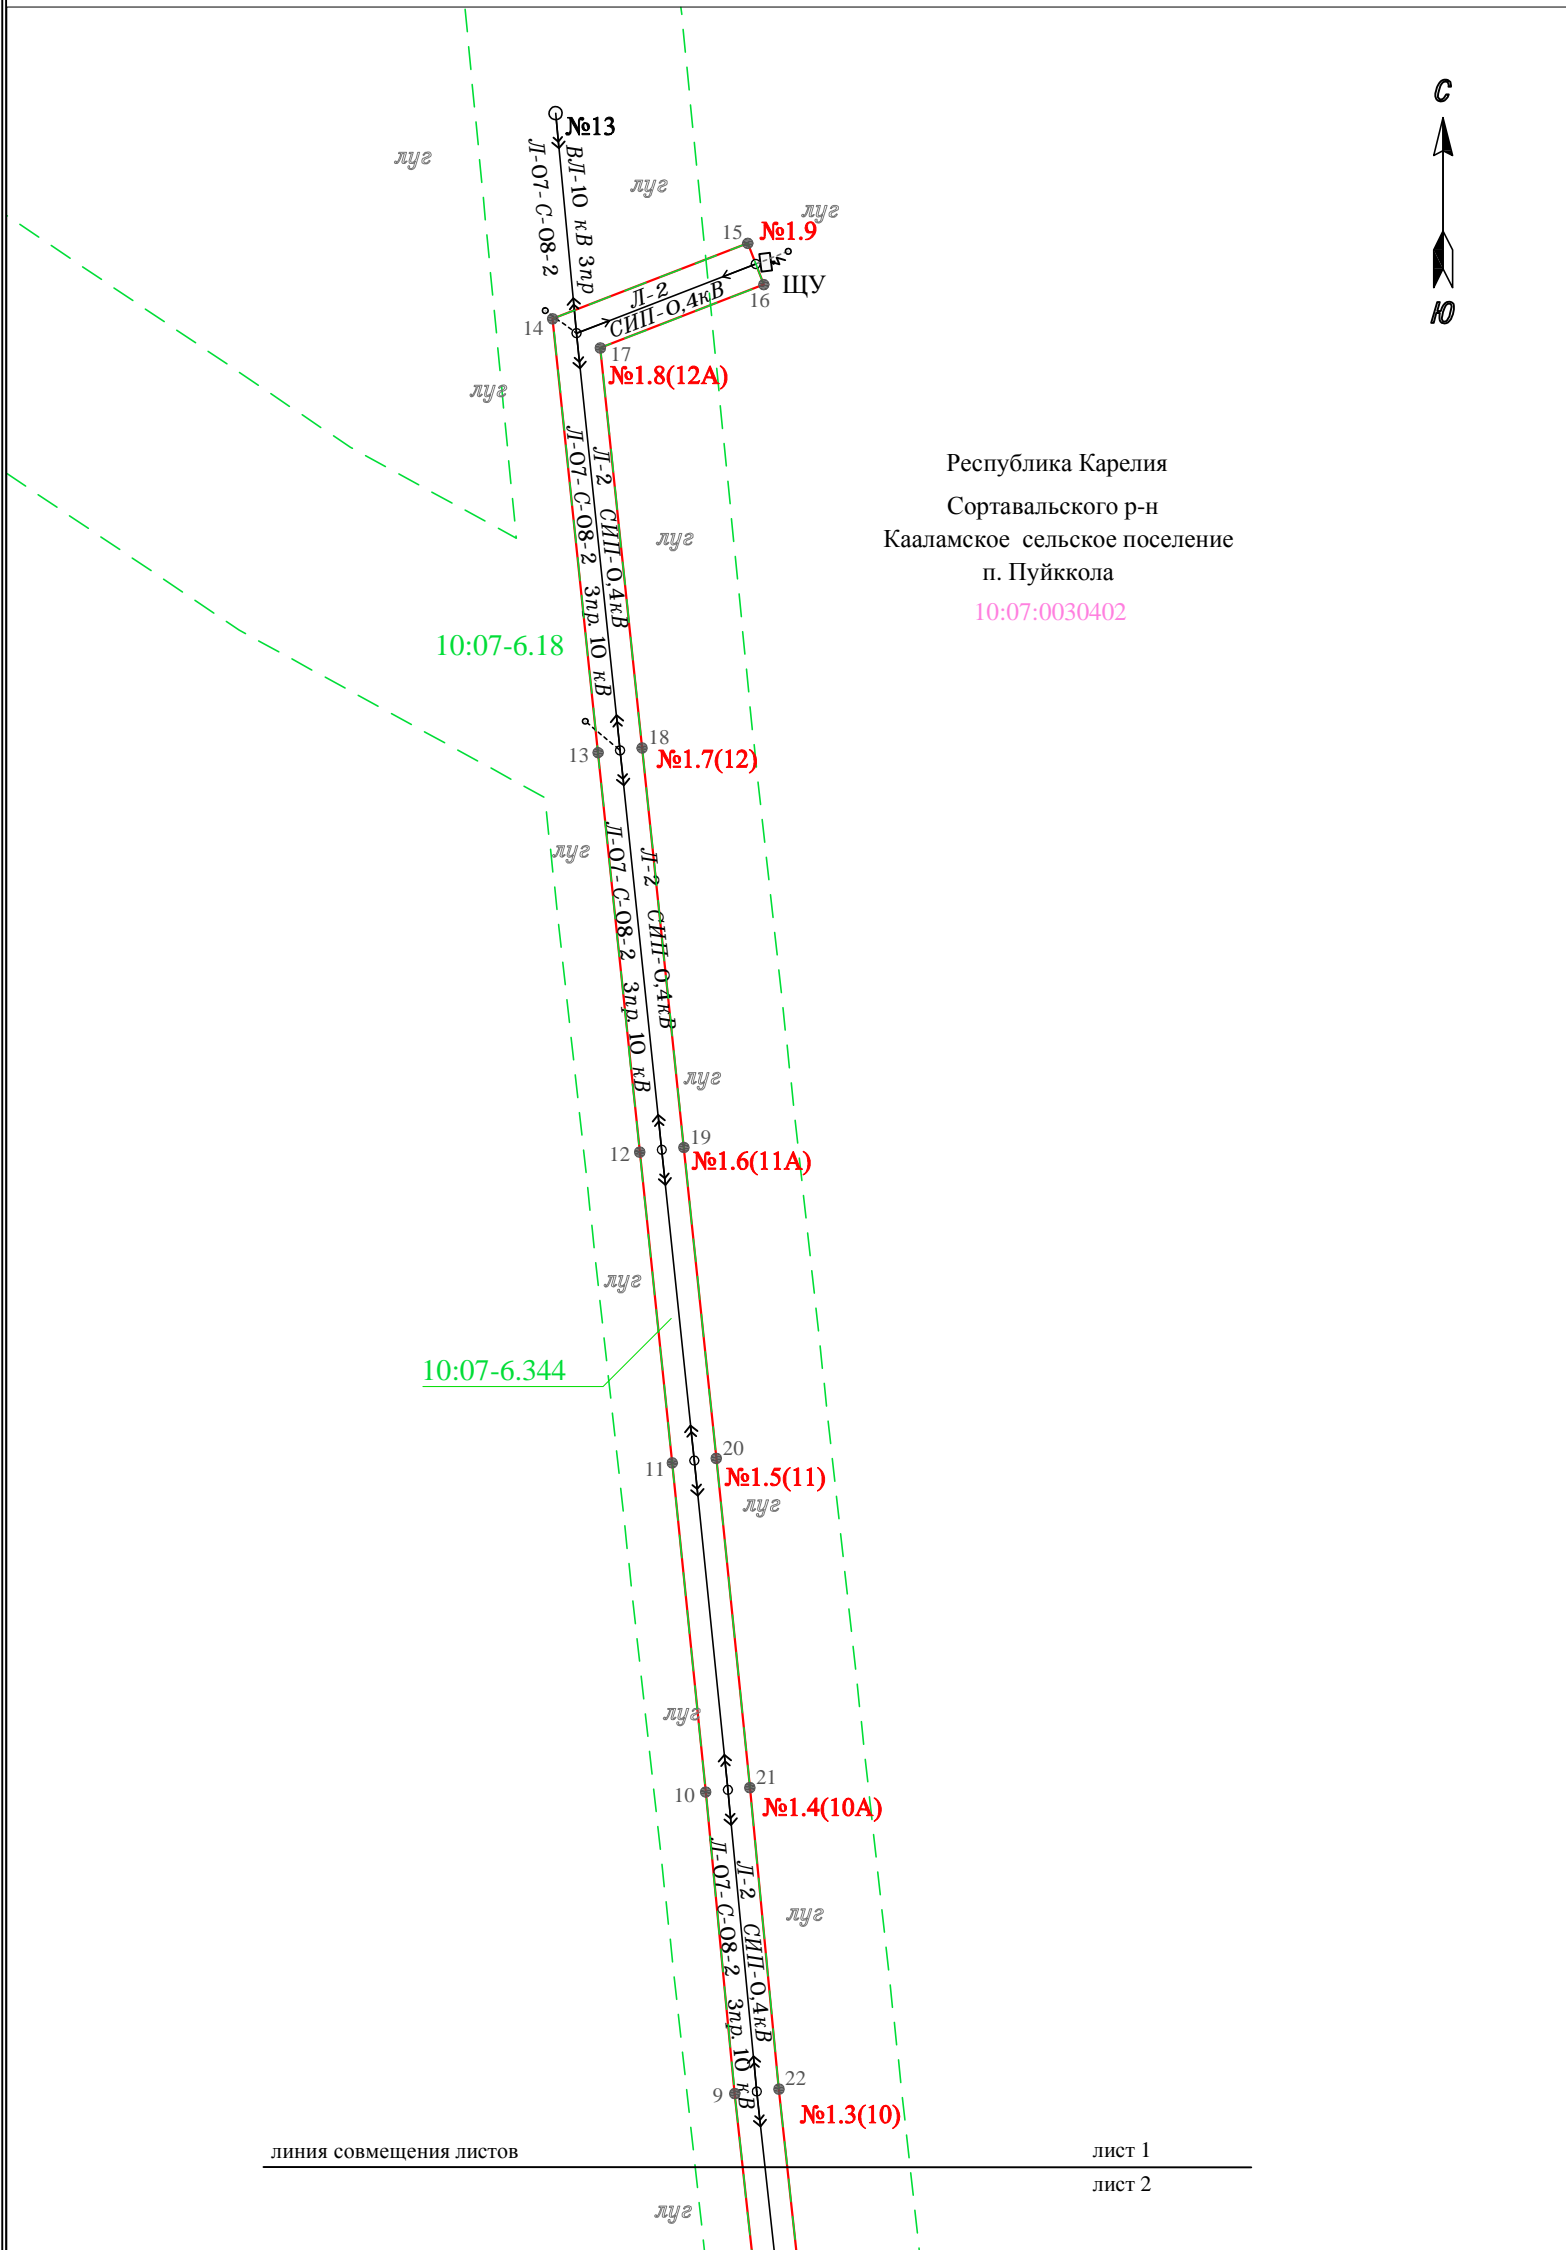 С
№13
луг
ВЛ-10 кВ 3пр
Л-07-С-08-2
луг
луг
15
№1.9
ЩУ
16
Л-2
СИП-0,4кВ
14
17
№1.8(12А)
Ю
луг
Республика Карелия
Сортавальского р-н
Кааламское сельское поселение
п. Пуйккола
10:07:0030402
Л-2 СИП-0,4кВ
Л-07-С-08-2 3пр. 10 кВ
луг
10:07-6.18
18
13
№1.7(12)
луг
Л-2 СИП-0,4кВ
Л-07-С-08-2 3пр. 10 кВ
луг
19
12
№1.6(11А)
луг
10:07-6.344
20
11
№1.5(11)
луг
луг
21
10
№1.4(10А)
Л-2 СИП-0,4кВ
Л-07-С-08-2 3пр. 10 кВ
луг
22
9
№1.3(10)
линия совмещения листов
лист 1
лист 2
луг